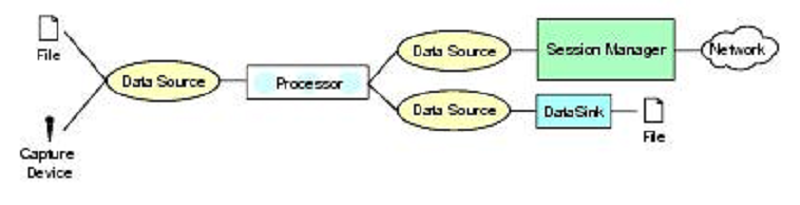 File
Capture
Device
Data Source
Processor
Data Source
Session Manager
Network
Data Source
DataSink
File